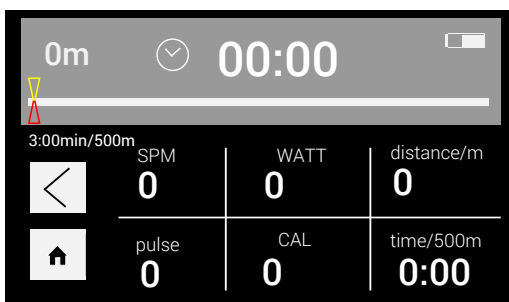 0m 00:00
3:00min/500m
SPM WATT distance/m
0 0 0
pulse CAL time/500m
0 0 0:00